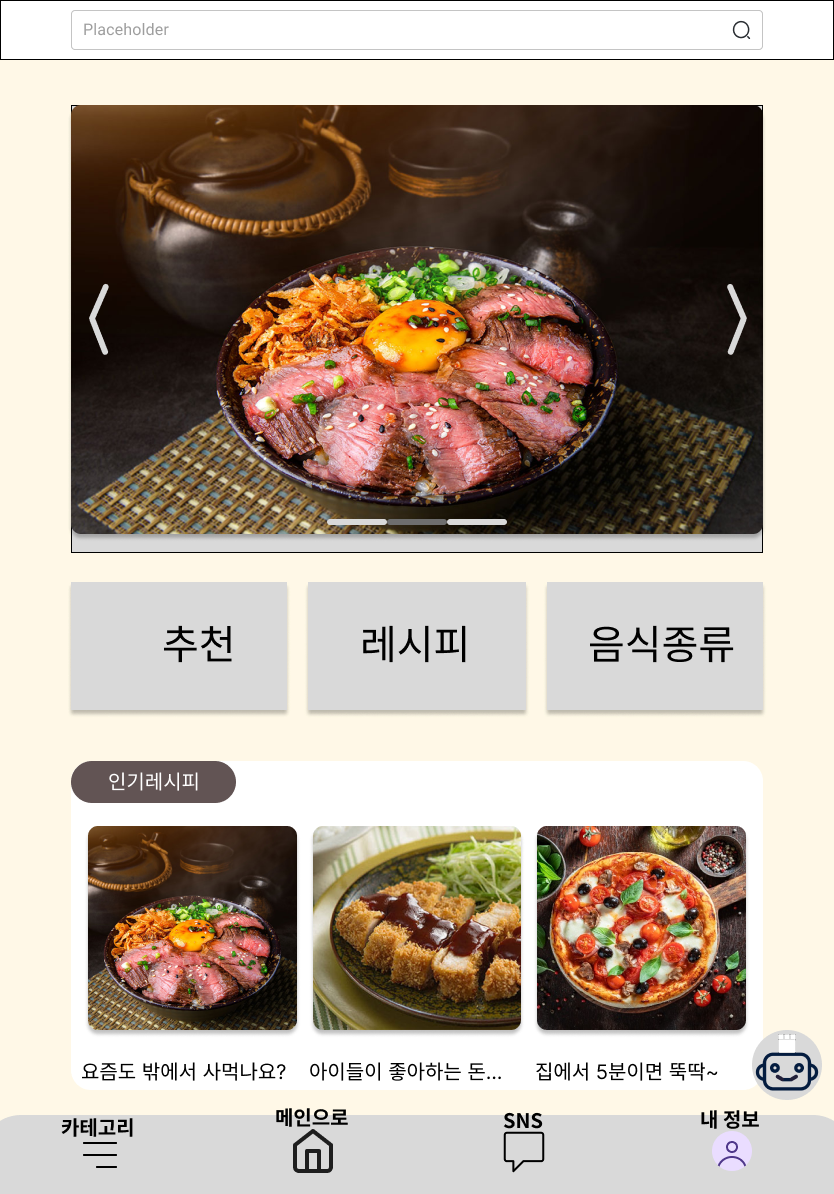 Placeholder
추천
레시피
음식종류
인기레시피
요즘도 밖에서 사먹나요?
아이들이 좋아하는 돈...
집에서 5분이면 뚝딱~
카테고리
메인으로
SNS
내 정보